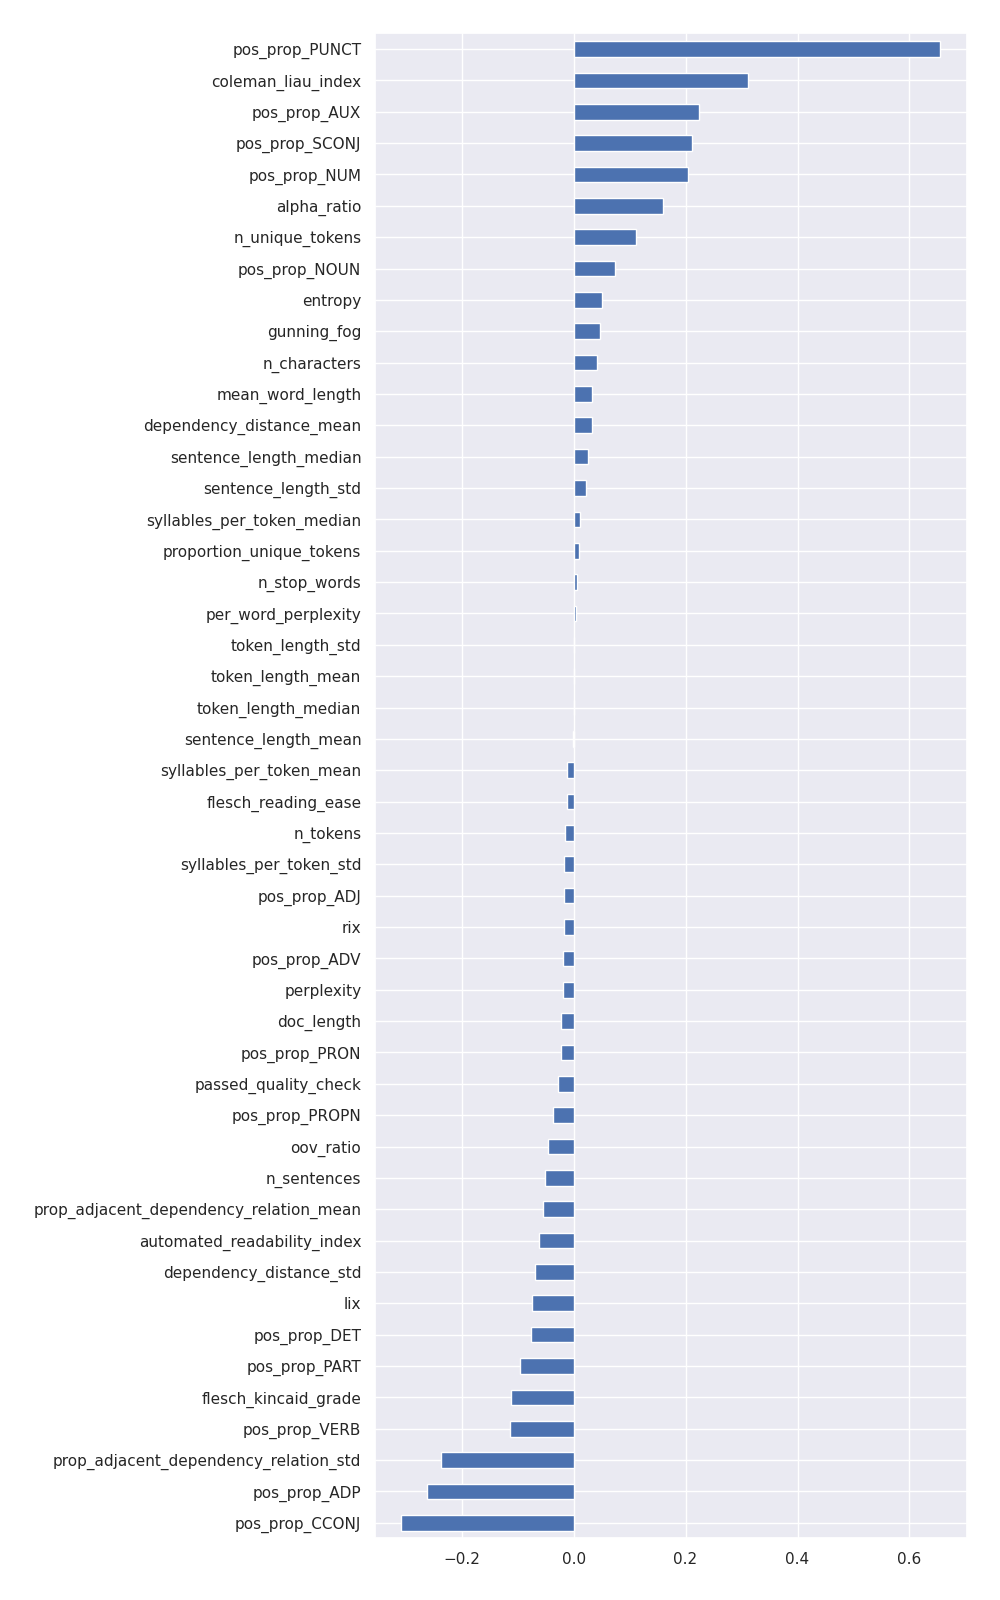 pos_prop_PUNCT
coleman_liau_index
pos_prop_AUX
pos_prop_SCONJ
pos_prop_NUM
alpha_ratio
n_unique_tokens
pos_prop_NOUN
entropy
gunning_fog
n_characters
mean_word_length
dependency_distance_mean
sentence_length_median
sentence_length_std
syllables_per_token_median
proportion_unique_tokens
n_stop_words
per_word_perplexity
token_length_std
token_length_mean
token_length_median
sentence_length_mean
syllables_per_token_mean
flesch_reading_ease
n_tokens
syllables_per_token_std
pos_prop_ADJ
rix
pos_prop_ADV
perplexity
doc_length
pos_prop_PRON
passed_quality_check
pos_prop_PROPN
oov_ratio
n_sentences
prop_adjacent_dependency_relation_mean
automated_readability_index
dependency_distance_std
lix
pos_prop_DET
pos_prop_PART
flesch_kincaid_grade
pos_prop_VERB
prop_adjacent_dependency_relation_std
pos_prop_ADP
pos_prop_CCONJ
−0.2 0.0 0.2 0.4 0.6